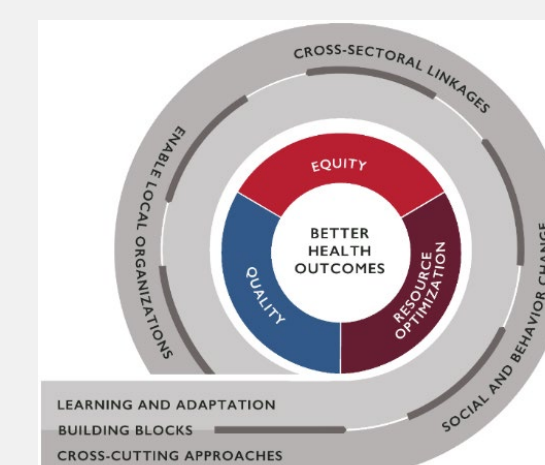 CROSS-SECTORAL LINKAGES
ENABLE LOCAL ORGANIZATIONS
SOCIAL AND BEHAVIOR CHANGE
EQUITY
QUALITY
RESOURCE
OPTIMIZATION
BETTER
HEALTH
OUTCOMES
LEARNING AND ADAPTATION
BUILDING BLOCKS
CROSS-CUTTING APPROACHES